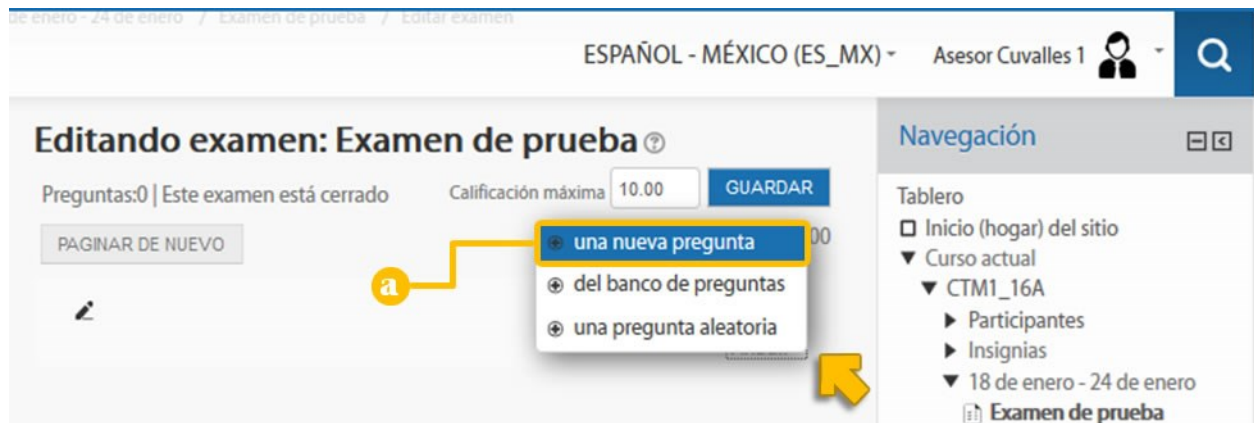 de enero - 24 de enero / Examen de prueba / Editar examen
ESPAÑOL - MÉXICO (ES_MX)
Asesor Cuvalles 1
Editando examen: Examen de prueba
Navegación
Preguntas:0 | Este examen está cerrado
Calificación máxima 10.00 GUARDAR
PAGINAR DE NUEVO
00
a
una nueva pregunta
del banco de preguntas
una pregunta aleatoria
Tablero
Inicio (hogar) del sitio
Curso actual
CTM1_16A
Participantes
Insignias
18 de enero - 24 de enero
Examen de prueba